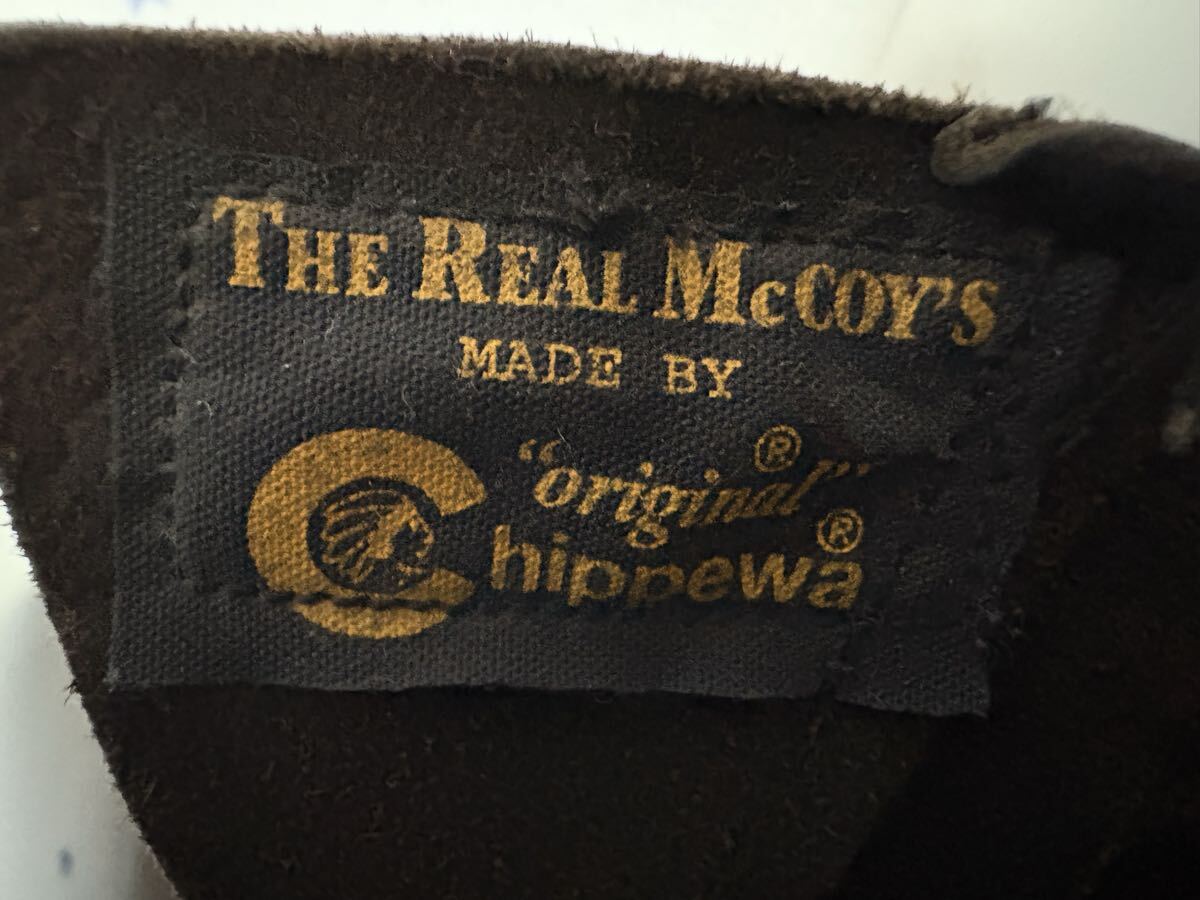 THE REAL McCOY'S
MADE BY
"original"®
Chippewa®